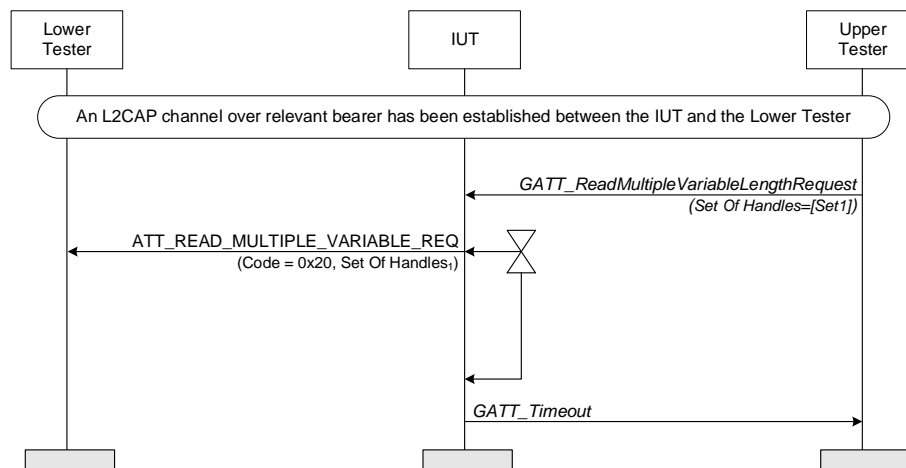 Lower
Tester
IUT
Upper
Tester
An L2CAP channel over relevant bearer has been established between the IUT and the Lower Tester
GATT_ReadMultipleVariableLengthRequest
(Set Of Handles=[Set1])
ATT_READ_MULTIPLE_VARIABLE_REQ
(Code = 0x20, Set Of Handles₁)
GATT_Timeout